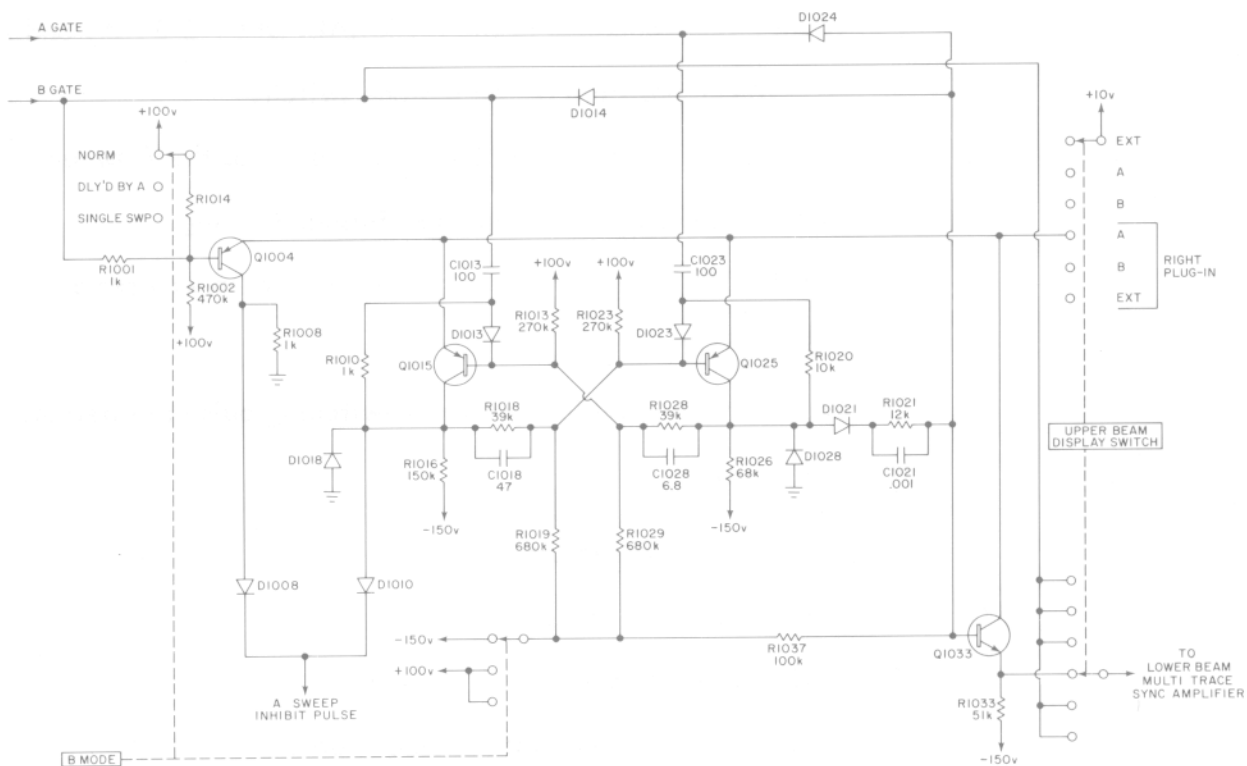 D1024
A GATE
B GATE
D1014
+100v
+10v
NORM
EXT
DLY'D BY A
A
SINGLE SWP
B
R1014
A
B
EXT
RIGHT
PLUG-IN
Q1004
R1001
1k
R1002
470k
+100v
R1008
1k
C1013
100
+100v
+100v
C1023
100
R1010
1k
D1013
R1013
270k
R1023
270k
D1023
R1020
10k
Q1015
Q1025
R1018
39k
R1028
39k
D1021
R1021
12k
D1018
R1016
150k
C1018
47
C1028
6.8
R1026
68k
D1028
C1021
.001
UPPER BEAM
DISPLAY SWITCH
-150v
-150v
R1019
680k
R1029
680k
D1008
D1010
-150v
+100v
R1037
100k
Q1033
A SWEEP
INHIBIT PULSE
TO
LOWER BEAM
MULTI TRACE
SYNC AMPLIFIER
R1033
51k
-150v
B MODE